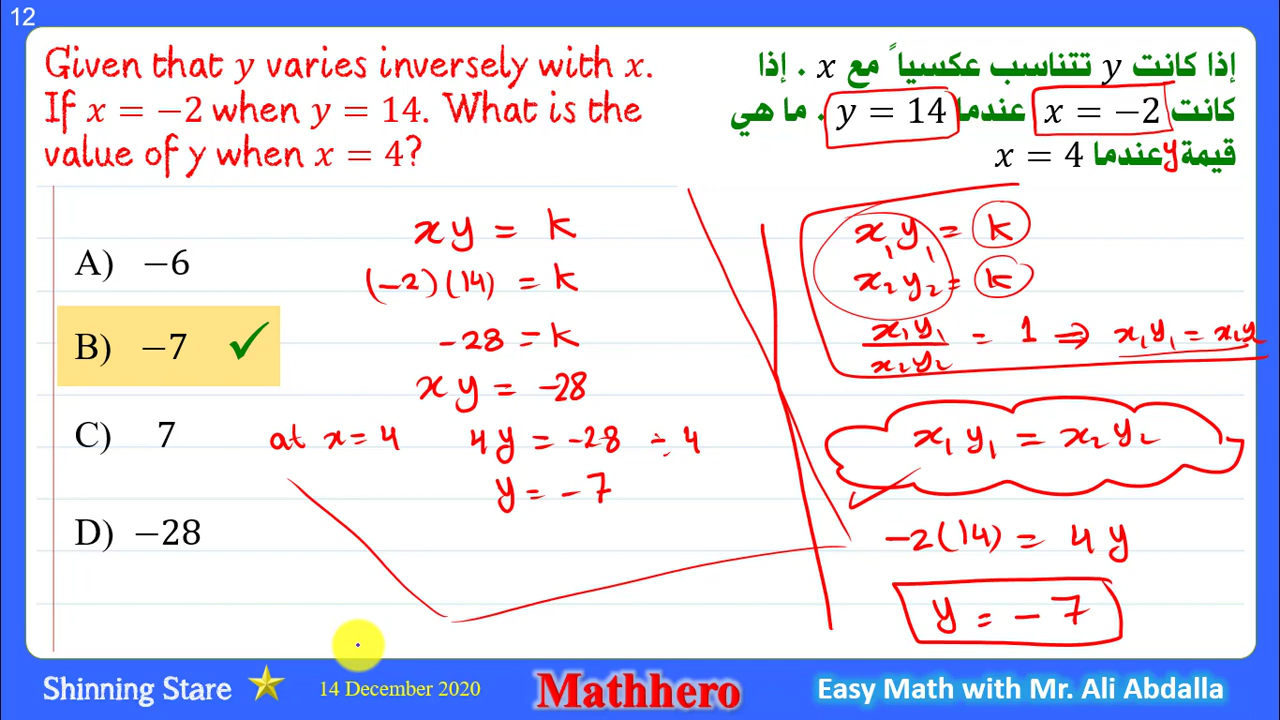 12
Given that y varies inversely with x.
If x = −2 when y = 14. What is the
value of y when x = 4?
إذا كانت y تتناسب عكسياً مع x . إذا
كانت x = −2 عندما y = 14 . ما هي
قيمة y عندما x = 4
A) −6
B) −7 ✓
C) 7
D) −28
xy = k
(-2)(14) = k
-28 = k
xy = -28
at x = 4 4y = -28 ÷ 4
y = -7
x₁y₁ = k
x₂y₂ = k
x₁y₁ / x₂y₂ = 1 ⇒ x₁y₁ = x₂y₂
x₁y₁ = x₂y₂
-2(14) = 4y
y = -7
Shinning Stare
14 December 2020
Mathhero
Easy Math with Mr. Ali Abdalla